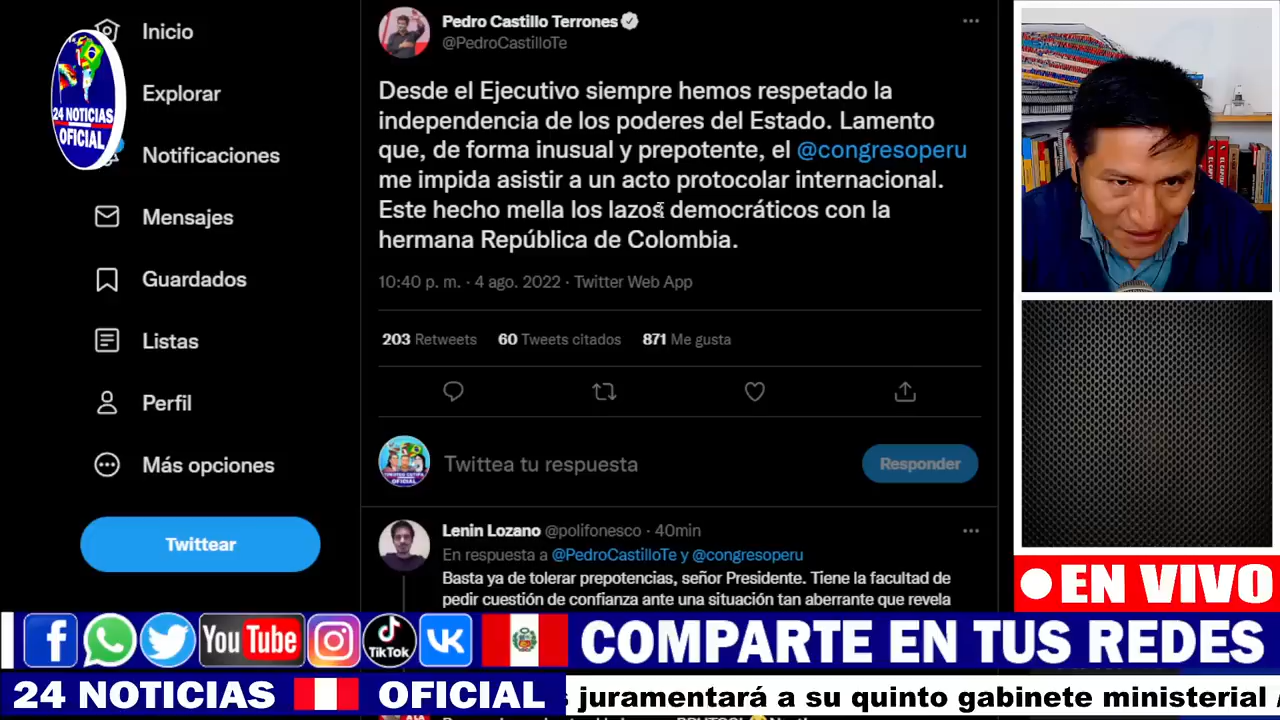 Inicio
Explorar
Notificaciones
Mensajes
Guardados
Listas
Perfil
Más opciones
Twittear
24 NOTICIAS
OFICIAL
Pedro Castillo Terrones
@PedroCastilloTe
Desde el Ejecutivo siempre hemos respetado la
independencia de los poderes del Estado. Lamento
que, de forma inusual y prepotente, el @congresoperu
me impida asistir a un acto protocolar internacional.
Este hecho mella los lazos democráticos con la
hermana República de Colombia.
10:40 p. m. · 4 ago. 2022 · Twitter Web App
203 Retweets 60 Tweets citados 871 Me gusta
Twittea tu respuesta
Responder
OFICIAL
Lenin Lozano @polifonesco · 40min
En respuesta a @PedroCastilloTe y @congresoperu
Basta ya de tolerar prepotencias, señor Presidente. Tiene la facultad de
pedir cuestión de confianza ante una situación tan aberrante que revela
EN VIVO
You Tube
TikTok
COMPARTE EN TUS REDES
24 NOTICIAS OFICIAL
juramentará a su quinto gabinete ministerial